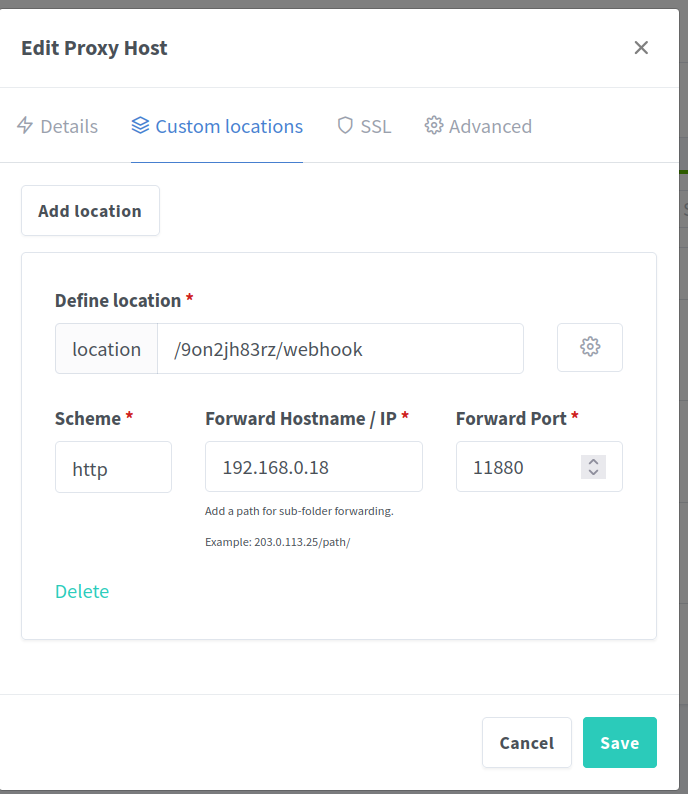 Edit Proxy Host
Details Custom locations SSL Advanced
Add location
Define location *
location /9on2jh83rz/webhook
Scheme * Forward Hostname / IP * Forward Port *
http 192.168.0.18 11880
Add a path for sub-folder forwarding.
Example: 203.0.113.25/path/
Delete
Cancel Save